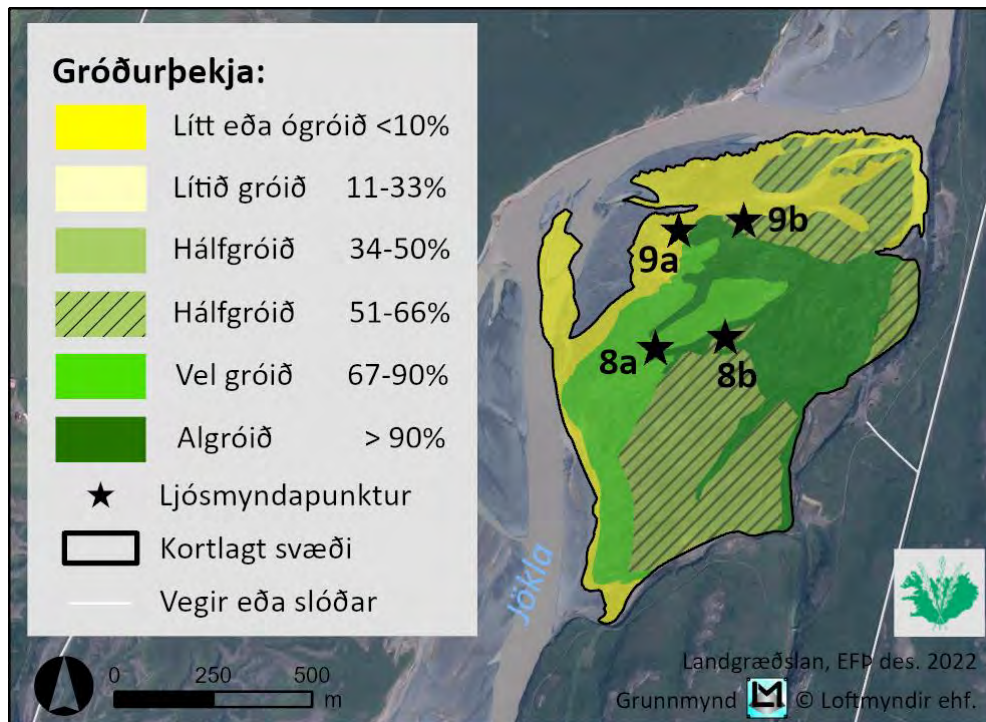 Gróðurþekja:
Lítt eða ógróið <10%
Lítið gróið 11-33%
Hálfgróið 34-50%
Hálfgróið 51-66%
Vel gróið 67-90%
Algróið > 90%
Ljósmyndapunktur
Kortlagt svæði
Vegir eða slóðar
0 250 500
m
9a
9b
8a
8b
Jökla
Landgræðslan, EFÞ des. 2022
Grunnmynd LM © Loftmyndir ehf.